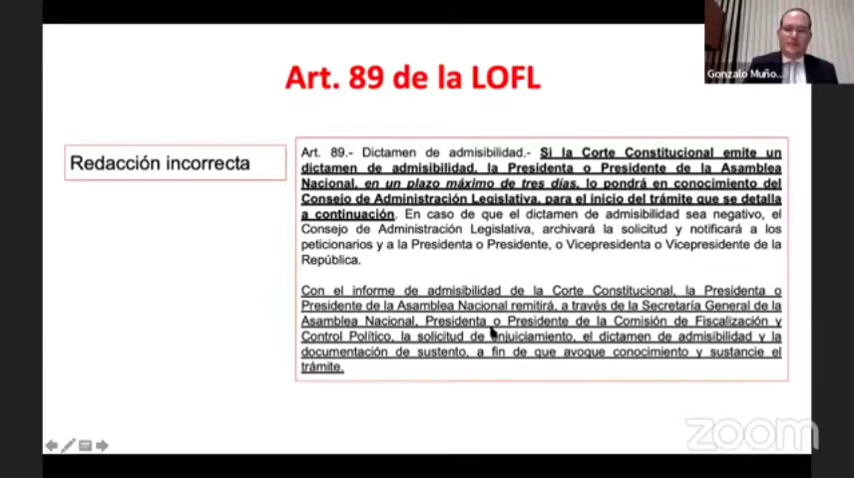 Gonzalo Muño...
Art. 89 de la LOFL
Redacción incorrecta
Art. 89.- Dictamen de admisibilidad.- Si la Corte Constitucional emite un
dictamen de admisibilidad, la Presidenta o Presidente de la Asamblea
Nacional, en un plazo máximo de tres días, lo pondrá en conocimiento del
Consejo de Administración Legislativa, para el inicio del trámite que se detalla
a continuación. En caso de que el dictamen de admisibilidad sea negativo, el
Consejo de Administración Legislativa, archivará la solicitud y notificará a los
peticionarios y a la Presidenta o Presidente, o Vicepresidenta o Vicepresidente de la
República.
Con el informe de admisibilidad de la Corte Constitucional, la Presidenta o
Presidente de la Asamblea Nacional remitirá, a través de la Secretaría General de la
Asamblea Nacional, Presidenta o Presidente de la Comisión de Fiscalización y
Control Político, la solicitud de enjuiciamiento, el dictamen de admisibilidad y la
documentación de sustento, a fin de que avoque conocimiento y sustancie el
trámite.
zoom